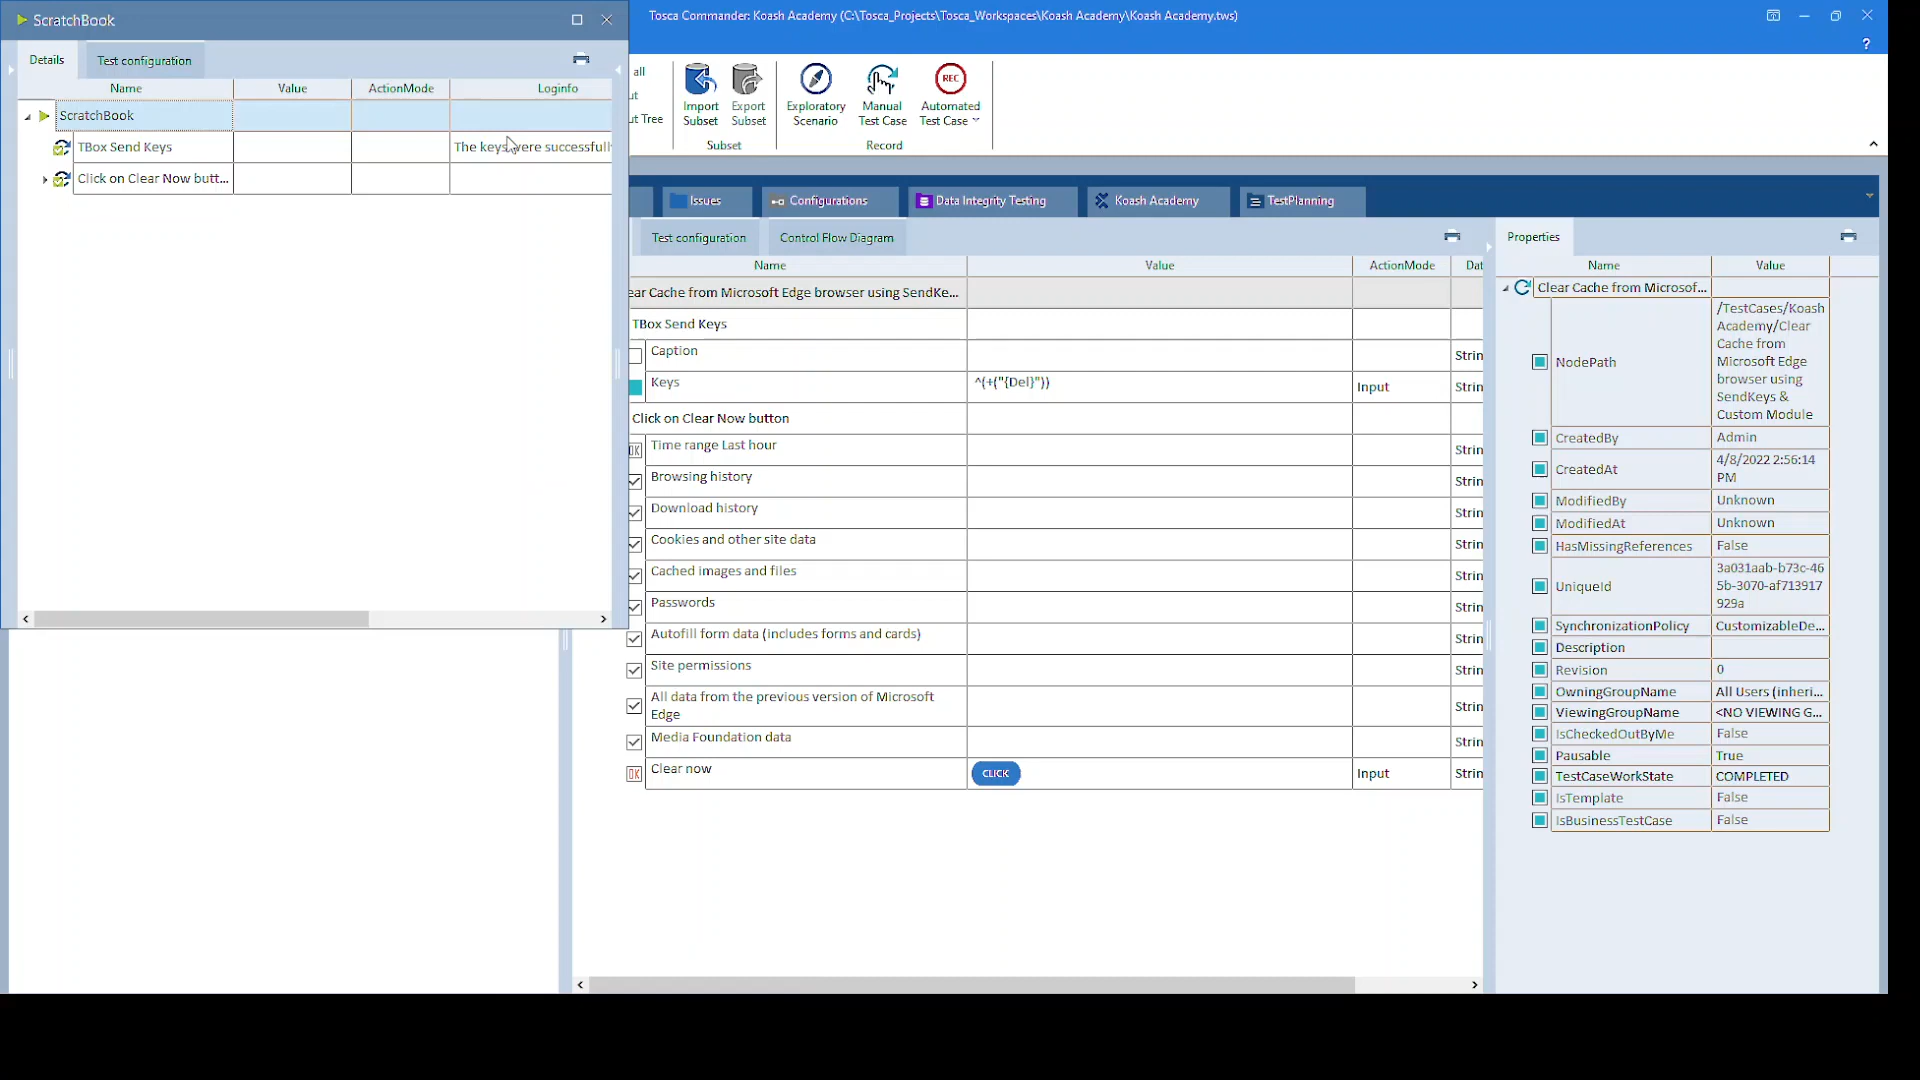 ScratchBook
Tosca Commander: Koash Academy (C:\Tosca_Projects\Tosca_Workspaces\Koash Academy\Koash Academy.tws)
?
Details
Test configuration
Name
Value
ActionMode
Loginfo
ScratchBook
TBox Send Keys
The keys were successfull
Click on Clear Now butt...
all
ut Tree
Import
Subset
Export
Subset
Subset
Exploratory
Scenario
Manual
Test Case
REC
Automated
Test Case
Record
Issues
Configurations
Data Integrity Testing
Koash Academy
TestPlanning
Test configuration
Control Flow Diagram
Name
Value
ActionMode
Dat
ear Cache from Microsoft Edge browser using SendKe...
TBox Send Keys
Caption
Strin
Keys
^(+("{Del}"))
Input
Strin
Click on Clear Now button
OK
Time range Last hour
Strin
Browsing history
Strin
Download history
Strin
Cookies and other site data
Strin
Cached images and files
Strin
Passwords
Strin
Autofill form data (includes forms and cards)
Strin
Site permissions
Strin
All data from the previous version of Microsoft
Edge
Strin
Media Foundation data
Strin
OK
Clear now
CLICK
Input
Strin
Properties
Name
Value
Clear Cache from Microsof...
NodePath
/TestCases/Koash
Academy/Clear
Cache from
Microsoft Edge
browser using
SendKeys &
Custom Module
CreatedBy
Admin
CreatedAt
4/8/2022 2:56:14
PM
ModifiedBy
Unknown
ModifiedAt
Unknown
HasMissingReferences
False
UniqueId
3a031aab-b73c-46
5b-3070-af713917
929a
SynchronizationPolicy
CustomizableDe...
Description
Revision
0
OwningGroupName
All Users (inheri...
ViewingGroupName
<NO VIEWING G...
IsCheckedOutByMe
False
Pausable
True
TestCaseWorkState
COMPLETED
IsTemplate
False
IsBusinessTestCase
False